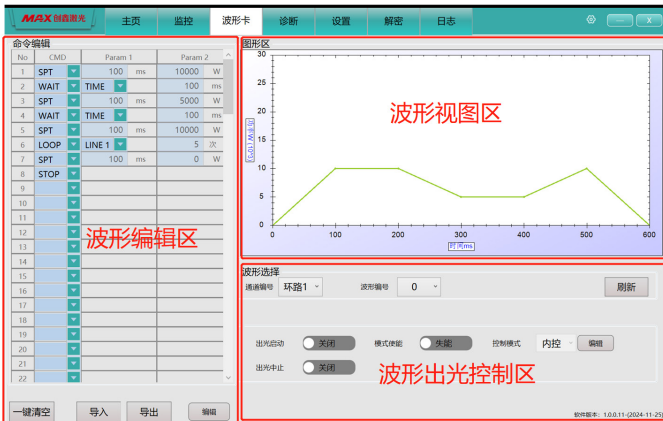 MAX 创鑫激光 主页 监控 波形卡 诊断 设置 解密 日志
命令编辑
No CMD Param 1 Param 2
1 SPT 100 ms 10000 W
2 WAIT TIME 100 ms
3 SPT 100 ms 5000 W
4 WAIT TIME 100 ms
5 SPT 100 ms 10000 W
6 LOOP LINE 1 5 次
7 SPT 100 ms 0 W
8 STOP
9
10
11
12
13
14
15
16
17
18
19
20
21
22
波形编辑区
一键清空 导入 导出 编辑
图形区
30
25
20
15
10
5
0
功率W (10^3)
0 100 200 300 400 500 600
时间ms
波形视图区
波形选择
通道编号 环路1 波形编号 0 刷新
出光启动 关闭 模式使能 失能 控制模式 内控 编辑
出光中止 关闭
波形出光控制区
软件版本：1.0.0.11-(2024-11-25)